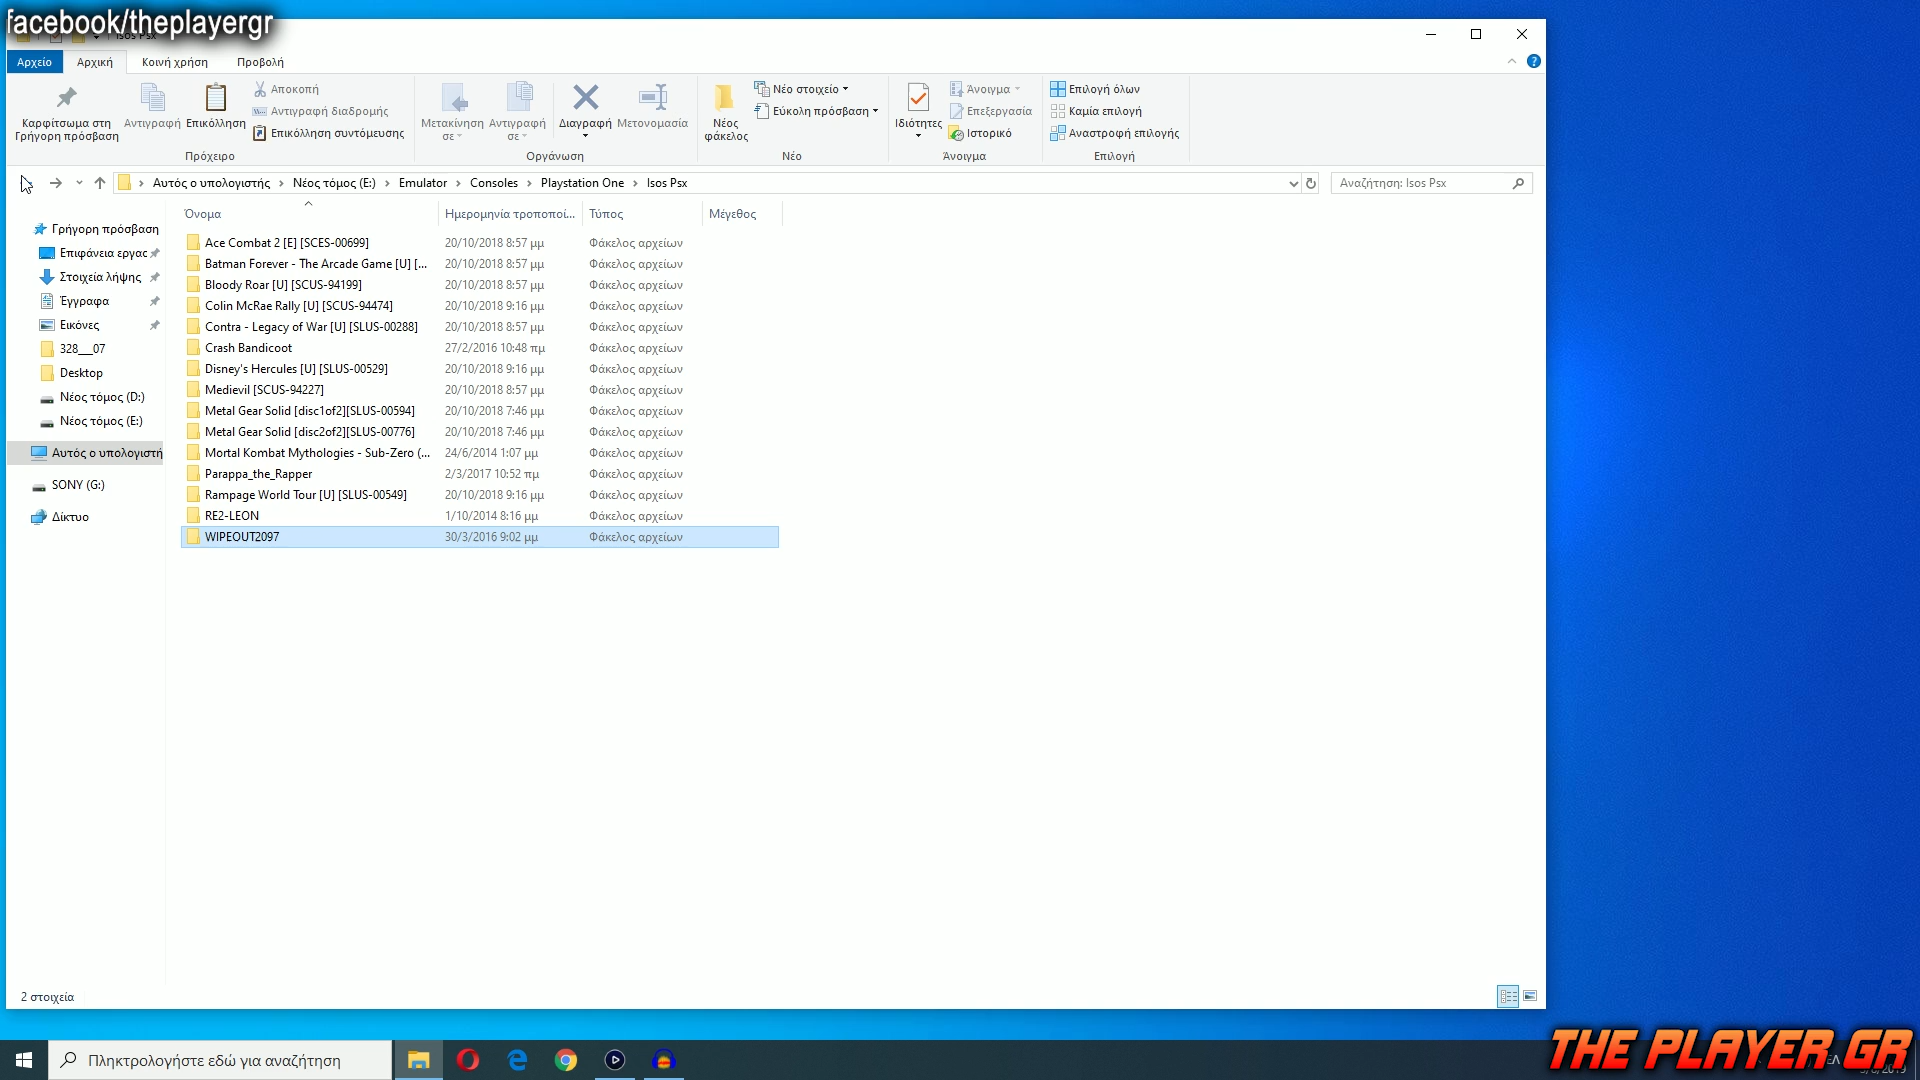 facebook/theplayergr
Isos Psx
Αρχείο Αρχική Κοινή χρήση Προβολή
Καρφίτσωμα στη Γρήγορη πρόσβαση
Αντιγραφή
Επικόλληση
Αποκοπή
Αντιγραφή διαδρομής
Επικόλληση συντόμευσης
Μετακίνηση σε
Αντιγραφή σε
Διαγραφή
Μετονομασία
Νέος φάκελος
Νέο στοιχείο
Εύκολη πρόσβαση
Ιδιότητες
Άνοιγμα
Επεξεργασία
Ιστορικό
Επιλογή όλων
Καμία επιλογή
Αναστροφή επιλογής
Πρόχειρο Οργάνωση Νέο Άνοιγμα Επιλογή
Αυτός ο υπολογιστής > Νέος τόμος (E:) > Emulator > Consoles > Playstation One > Isos Psx
Αναζήτηση: Isos Psx
Γρήγορη πρόσβαση
Επιφάνεια εργας
Στοιχεία λήψης
Έγγραφα
Εικόνες
328___07
Desktop
Νέος τόμος (D:)
Νέος τόμος (E:)
Αυτός ο υπολογιστή
SONY (G:)
Δίκτυο
Όνομα Ημερομηνία τροποποί... Τύπος Μέγεθος
Ace Combat 2 [E] [SCES-00699] 20/10/2018 8:57 μμ Φάκελος αρχείων
Batman Forever - The Arcade Game [U] [... 20/10/2018 8:57 μμ Φάκελος αρχείων
Bloody Roar [U] [SCUS-94199] 20/10/2018 8:57 μμ Φάκελος αρχείων
Colin McRae Rally [U] [SCUS-94474] 20/10/2018 9:16 μμ Φάκελος αρχείων
Contra - Legacy of War [U] [SLUS-00288] 20/10/2018 8:57 μμ Φάκελος αρχείων
Crash Bandicoot 27/2/2016 10:48 πμ Φάκελος αρχείων
Disney's Hercules [U] [SLUS-00529] 20/10/2018 9:16 μμ Φάκελος αρχείων
Medievil [SCUS-94227] 20/10/2018 8:57 μμ Φάκελος αρχείων
Metal Gear Solid [disc1of2][SLUS-00594] 20/10/2018 7:46 μμ Φάκελος αρχείων
Metal Gear Solid [disc2of2][SLUS-00776] 20/10/2018 7:46 μμ Φάκελος αρχείων
Mortal Kombat Mythologies - Sub-Zero (... 24/6/2014 1:07 μμ Φάκελος αρχείων
Parappa_the_Rapper 2/3/2017 10:52 πμ Φάκελος αρχείων
Rampage World Tour [U] [SLUS-00549] 20/10/2018 9:16 μμ Φάκελος αρχείων
RE2-LEON 1/10/2014 8:16 μμ Φάκελος αρχείων
WIPEOUT2097 30/3/2016 9:02 μμ Φάκελος αρχείων
2 στοιχεία
Πληκτρολογήστε εδώ για αναζήτηση
THE PLAYER GR